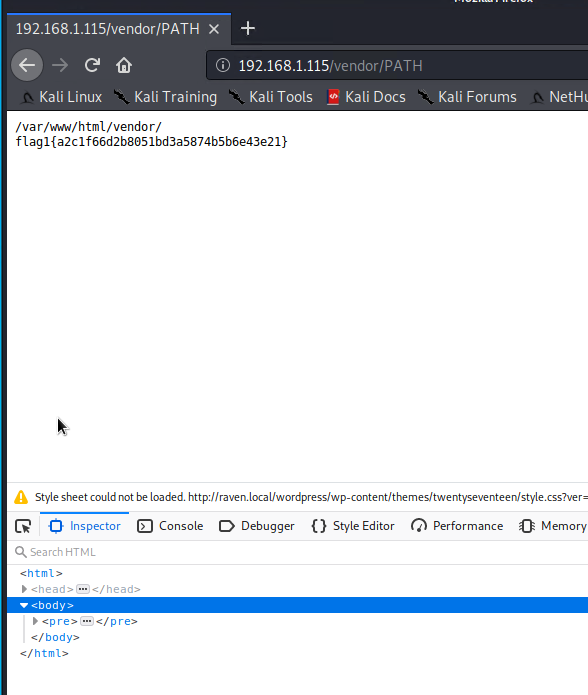 Mozilla Firefox
192.168.1.115/vendor/PATH
192.168.1.115/vendor/PATH
Kali Linux Kali Training Kali Tools Kali Docs Kali Forums NetHu
/var/www/html/vendor/
flag1{a2c1f66d2b8051bd3a5874b5b6e43e21}
Style sheet could not be loaded. http://raven.local/wordpress/wp-content/themes/twentyseventeen/style.css?ver=
Inspector Console Debugger Style Editor Performance Memory
Search HTML
<html>
<head> ••• </head>
<body>
<pre> ••• </pre>
</body>
</html>